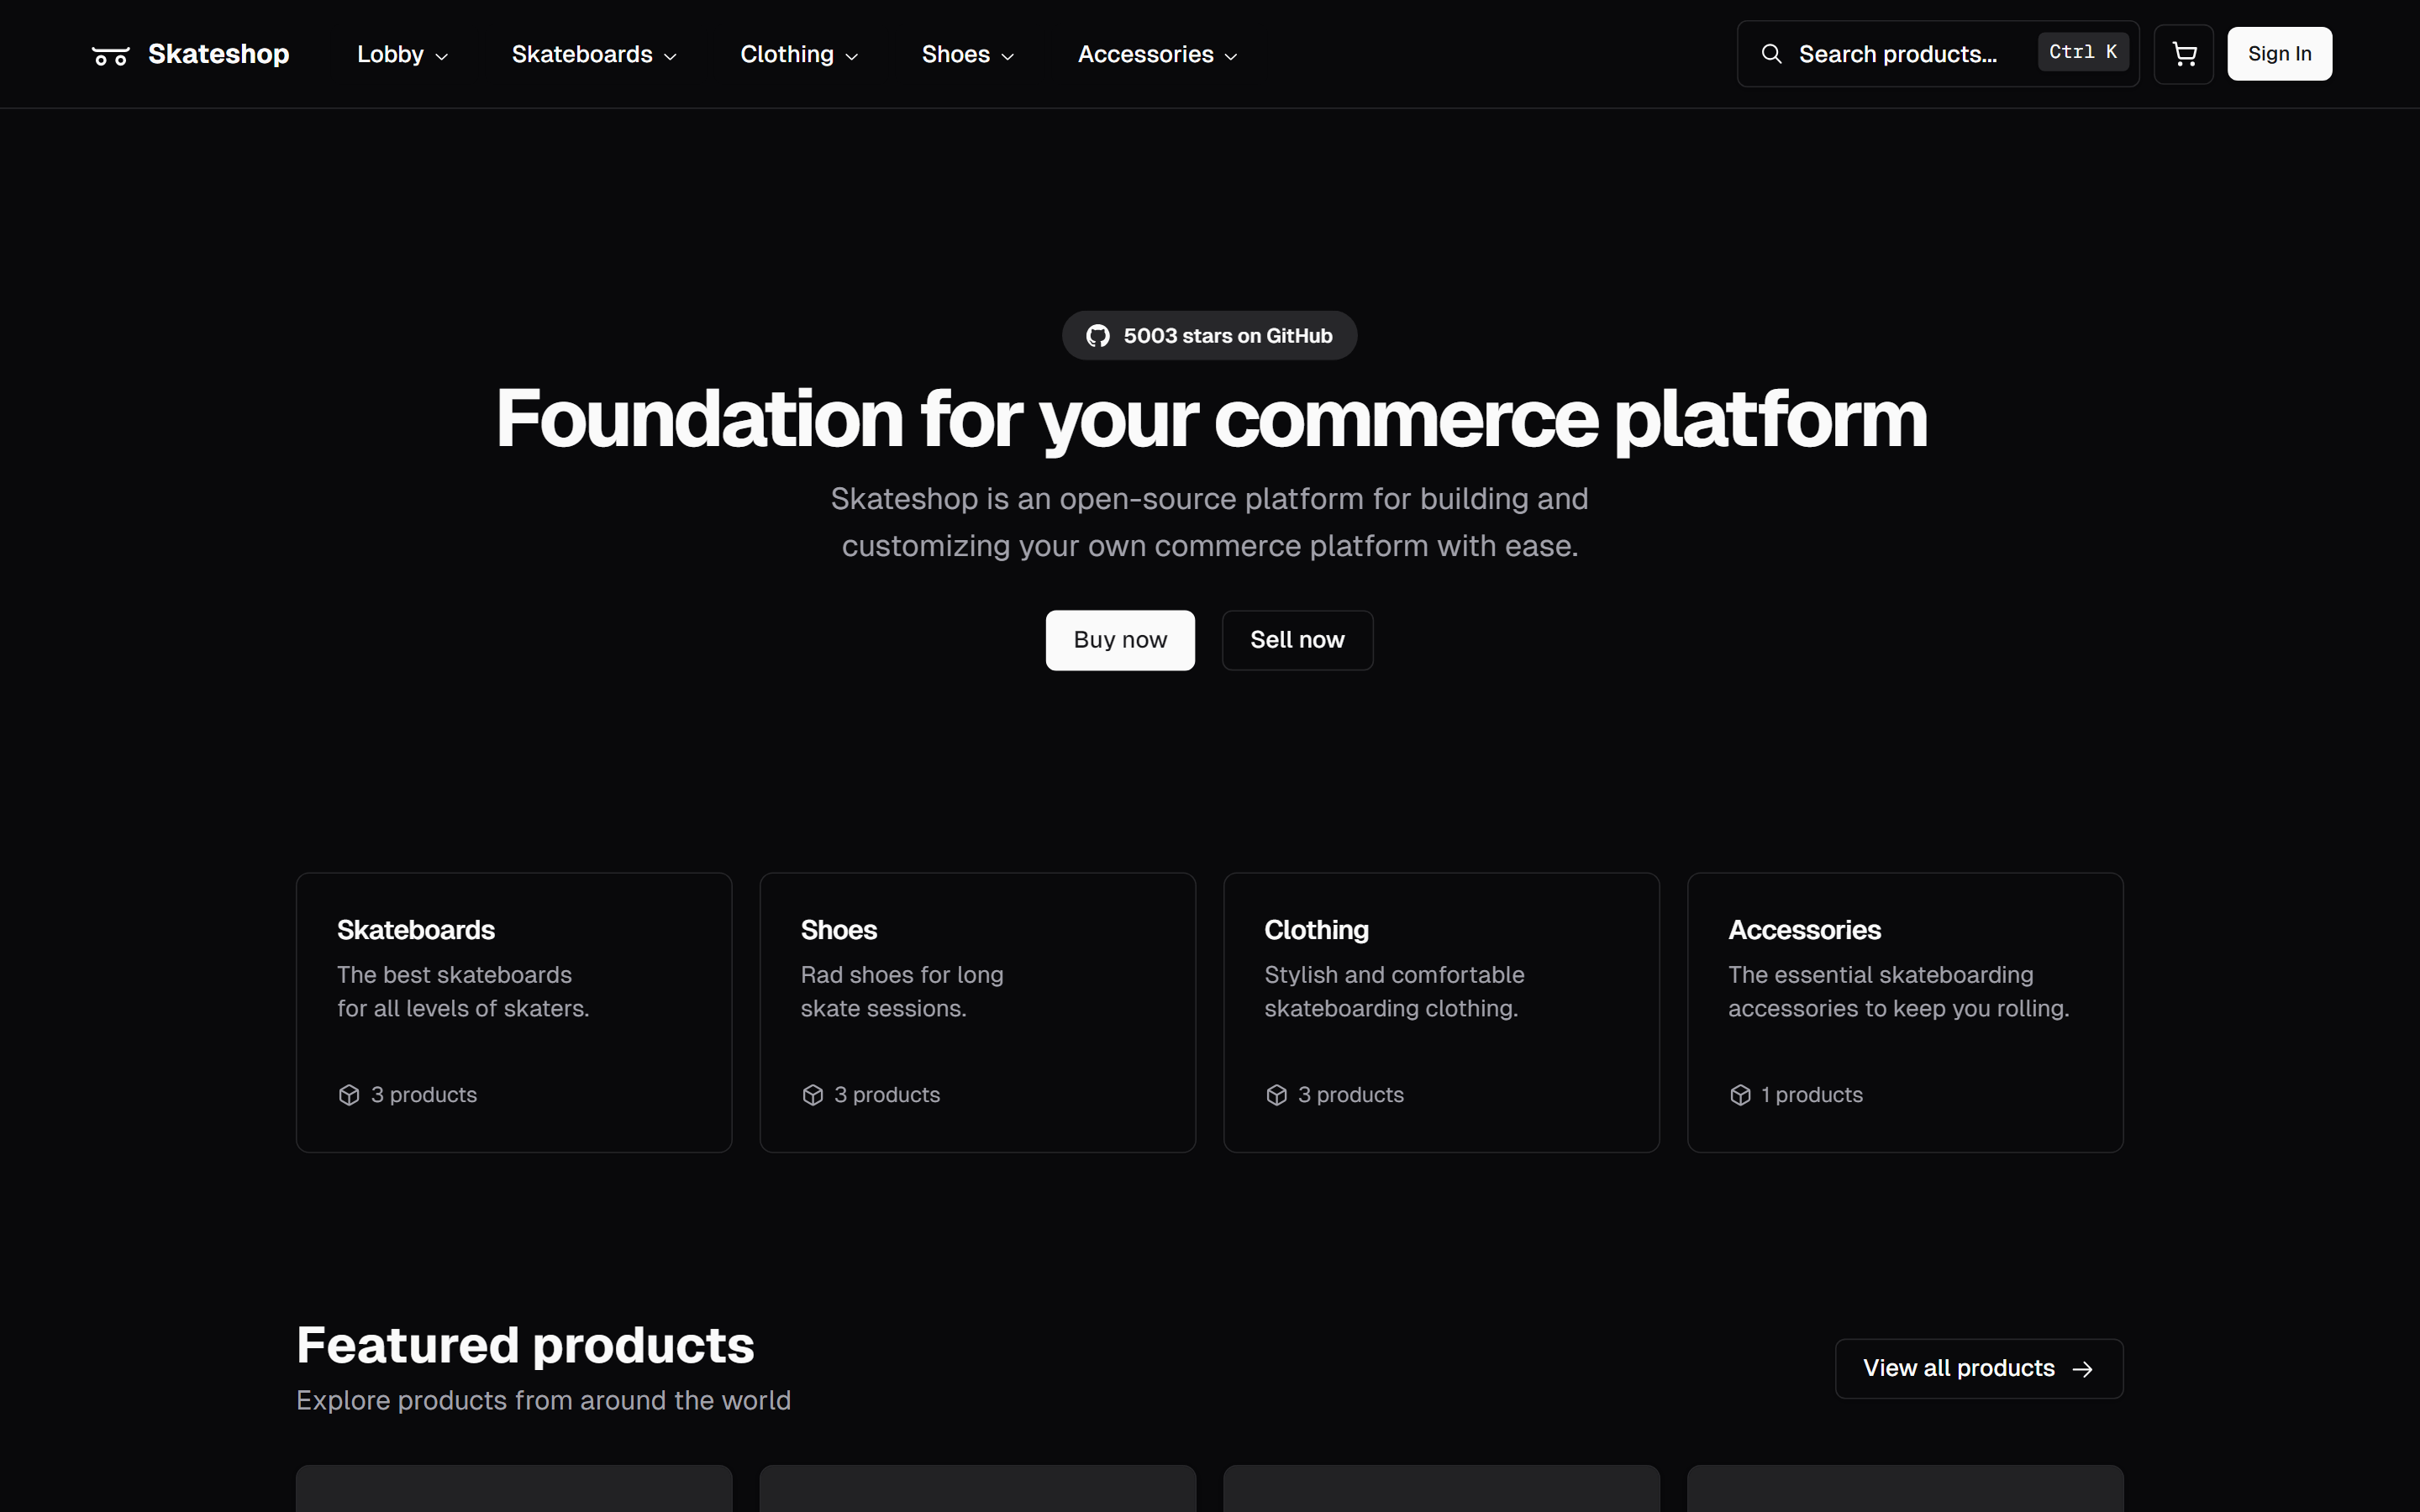 Skateshop
Lobby
Skateboards
Clothing
Shoes
Accessories
Search products...
Ctrl K
Sign In
5003 stars on GitHub
Foundation for your commerce platform
Skateshop is an open-source platform for building and
customizing your own commerce platform with ease.
Buy now
Sell now
Skateboards
The best skateboards
for all levels of skaters.
3 products
Shoes
Rad shoes for long
skate sessions.
3 products
Clothing
Stylish and comfortable
skateboarding clothing.
3 products
Accessories
The essential skateboarding
accessories to keep you rolling.
1 products
Featured products
Explore products from around the world
View all products